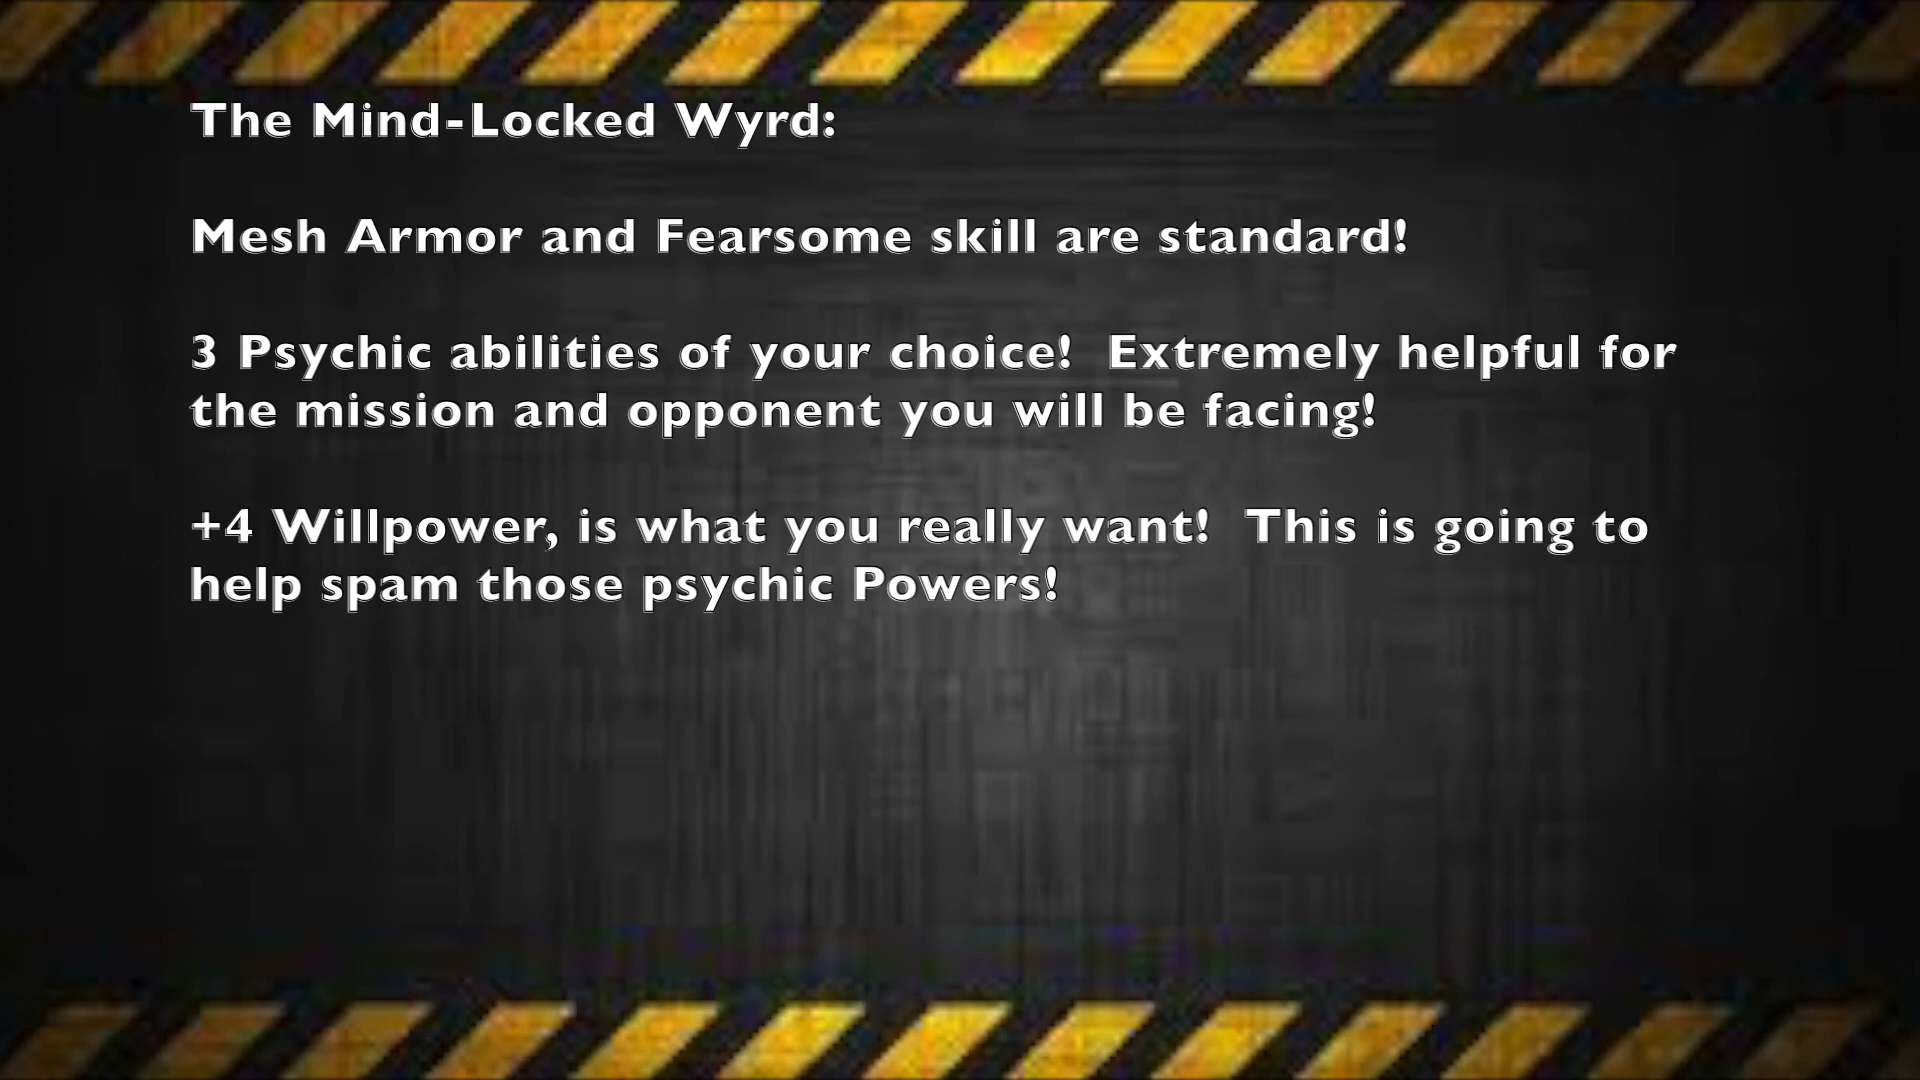 The Mind-Locked Wyrd:
Mesh Armor and Fearsome skill are standard!
3 Psychic abilities of your choice!  Extremely helpful for
the mission and opponent you will be facing!
+4 Willpower, is what you really want!  This is going to
help spam those psychic Powers!